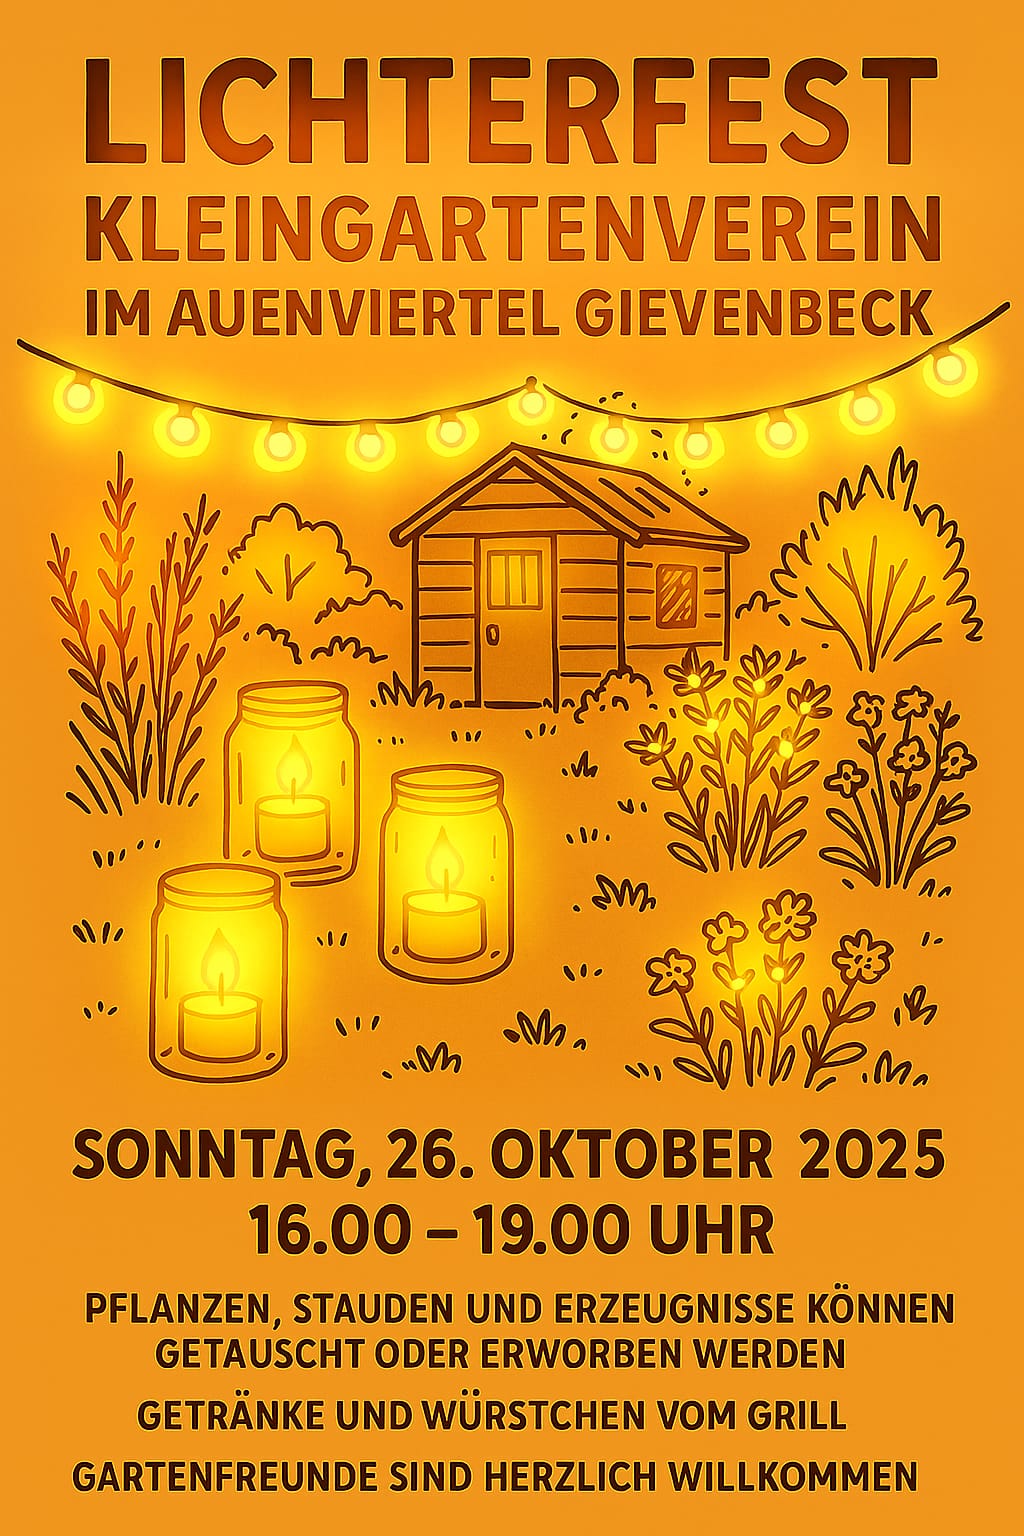 LICHTERFEST
KLEINGARTENVEREIN
IM AUENVIERTEL GIEVENBECK
SONNTAG, 26. OKTOBER 2025
16.00 – 19.00 UHR
PFLANZEN, STAUDEN UND ERZEUGNISSE KÖNNEN
GETAUSCHT ODER ERWORBEN WERDEN
GETRÄNKE UND WÜRSTCHEN VOM GRILL
GARTENFREUNDE SIND HERZLICH WILLKOMMEN